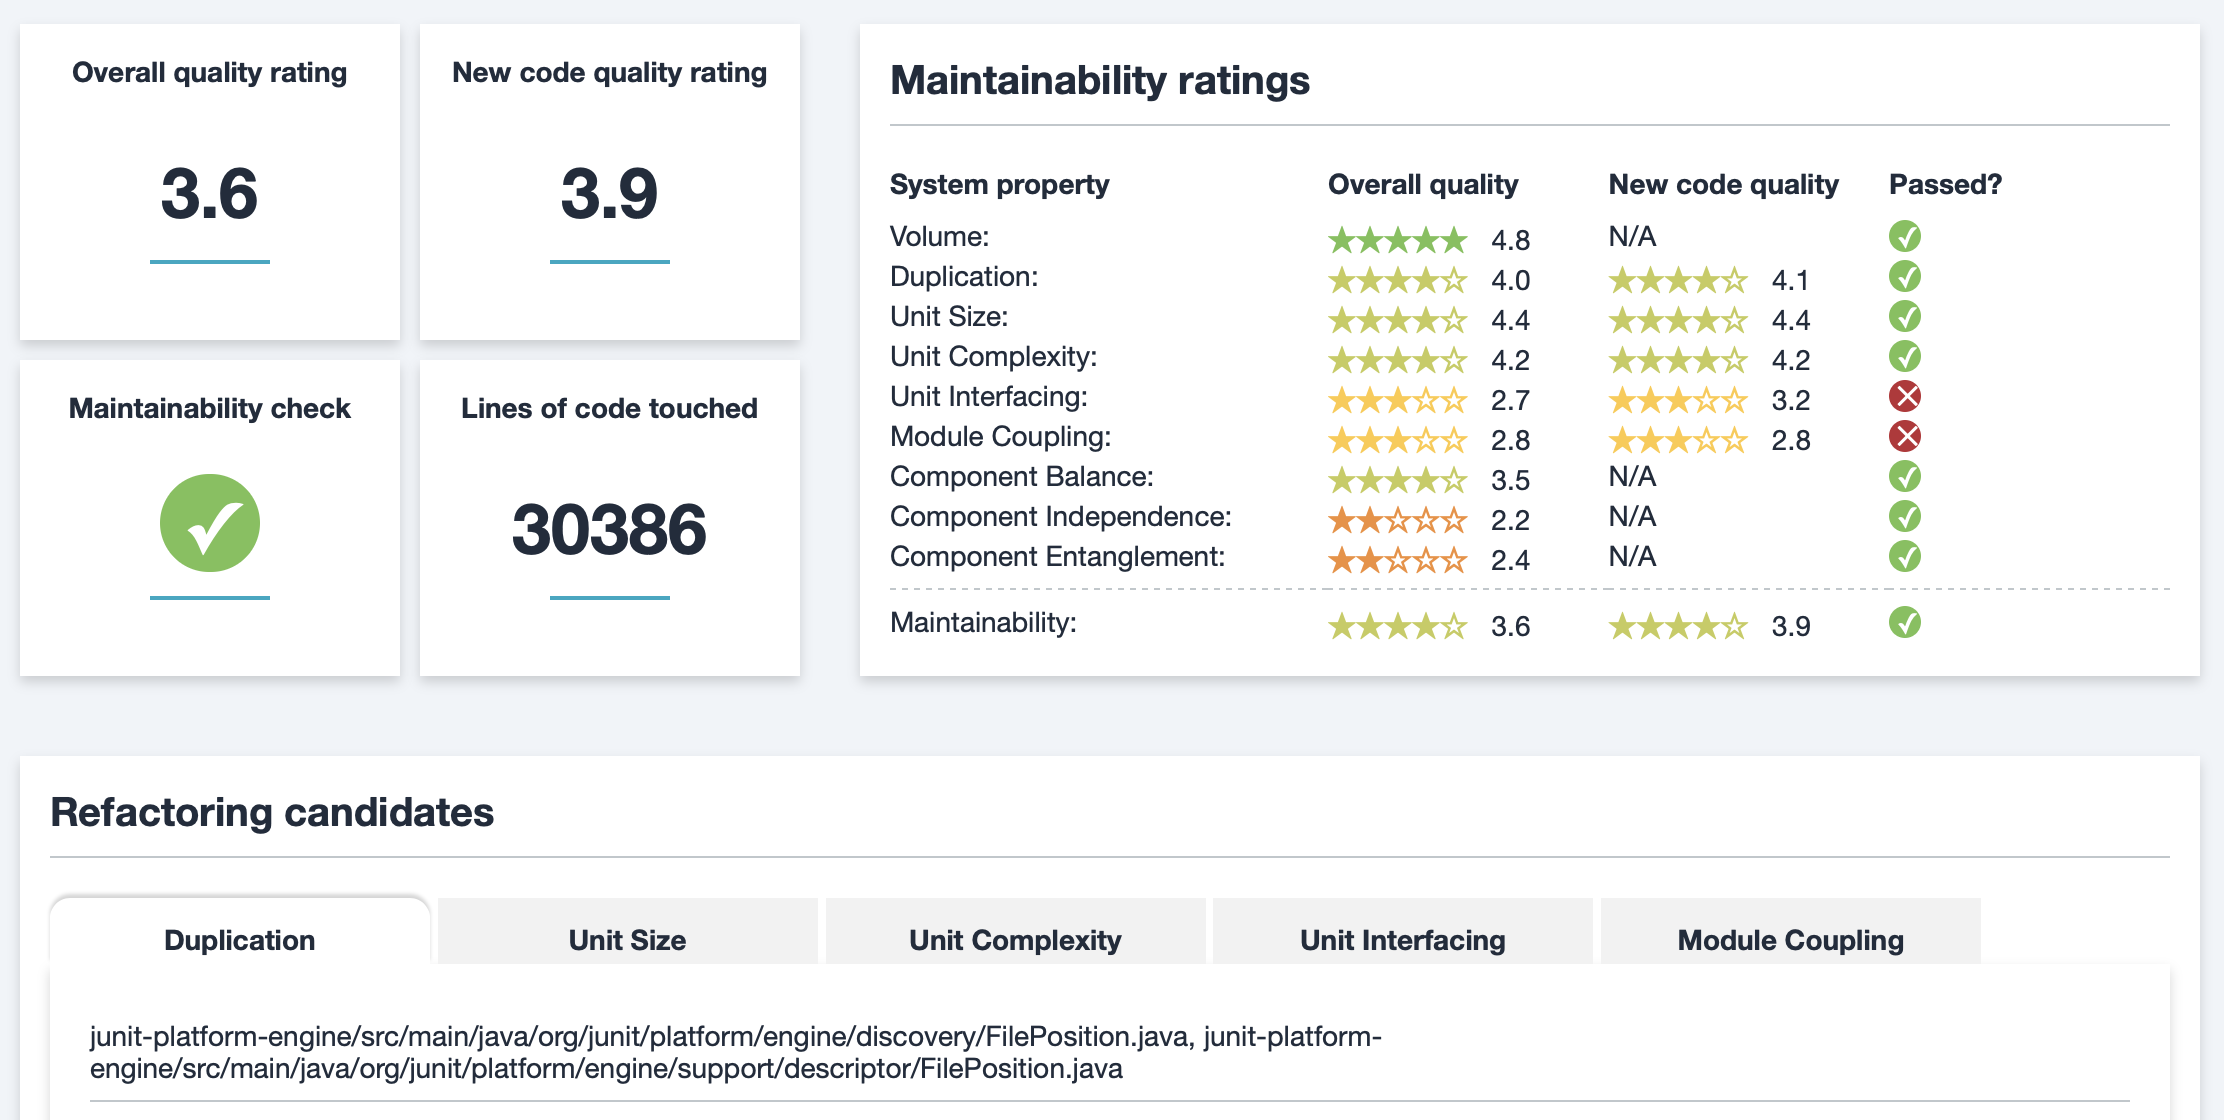 Overall quality rating
3.6
New code quality rating
3.9
Maintainability check
Lines of code touched
30386
Maintainability ratings
System property Overall quality New code quality Passed?
Volume: 4.8 N/A
Duplication: 4.0 4.1
Unit Size: 4.4 4.4
Unit Complexity: 4.2 4.2
Unit Interfacing: 2.7 3.2
Module Coupling: 2.8 2.8
Component Balance: 3.5 N/A
Component Independence: 2.2 N/A
Component Entanglement: 2.4 N/A
Maintainability: 3.6 3.9
Refactoring candidates
Duplication Unit Size Unit Complexity Unit Interfacing Module Coupling
junit-platform-engine/src/main/java/org/junit/platform/engine/discovery/FilePosition.java, junit-platform-
engine/src/main/java/org/junit/platform/engine/support/descriptor/FilePosition.java